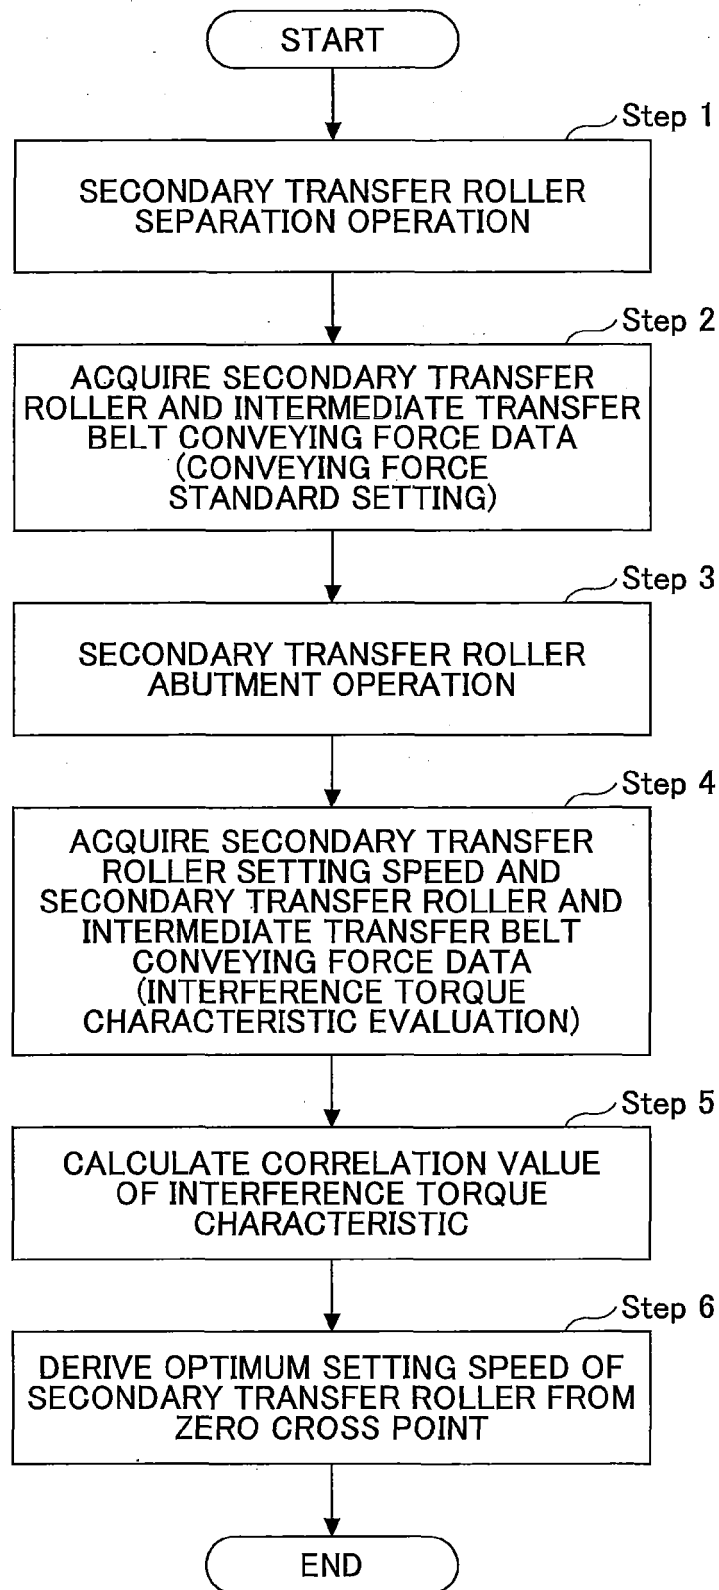 START
Step 1
SECONDARY TRANSFER ROLLER
SEPARATION OPERATION
Step 2
ACQUIRE SECONDARY TRANSFER
ROLLER AND INTERMEDIATE TRANSFER
BELT CONVEYING FORCE DATA
(CONVEYING FORCE
STANDARD SETTING)
Step 3
SECONDARY TRANSFER ROLLER
ABUTMENT OPERATION
Step 4
ACQUIRE SECONDARY TRANSFER
ROLLER SETTING SPEED AND
SECONDARY TRANSFER ROLLER AND
INTERMEDIATE TRANSFER BELT
CONVEYING FORCE DATA
(INTERFERENCE TORQUE
CHARACTERISTIC EVALUATION)
Step 5
CALCULATE CORRELATION VALUE
OF INTERFERENCE TORQUE
CHARACTERISTIC
Step 6
DERIVE OPTIMUM SETTING SPEED OF
SECONDARY TRANSFER ROLLER FROM
ZERO CROSS POINT
END